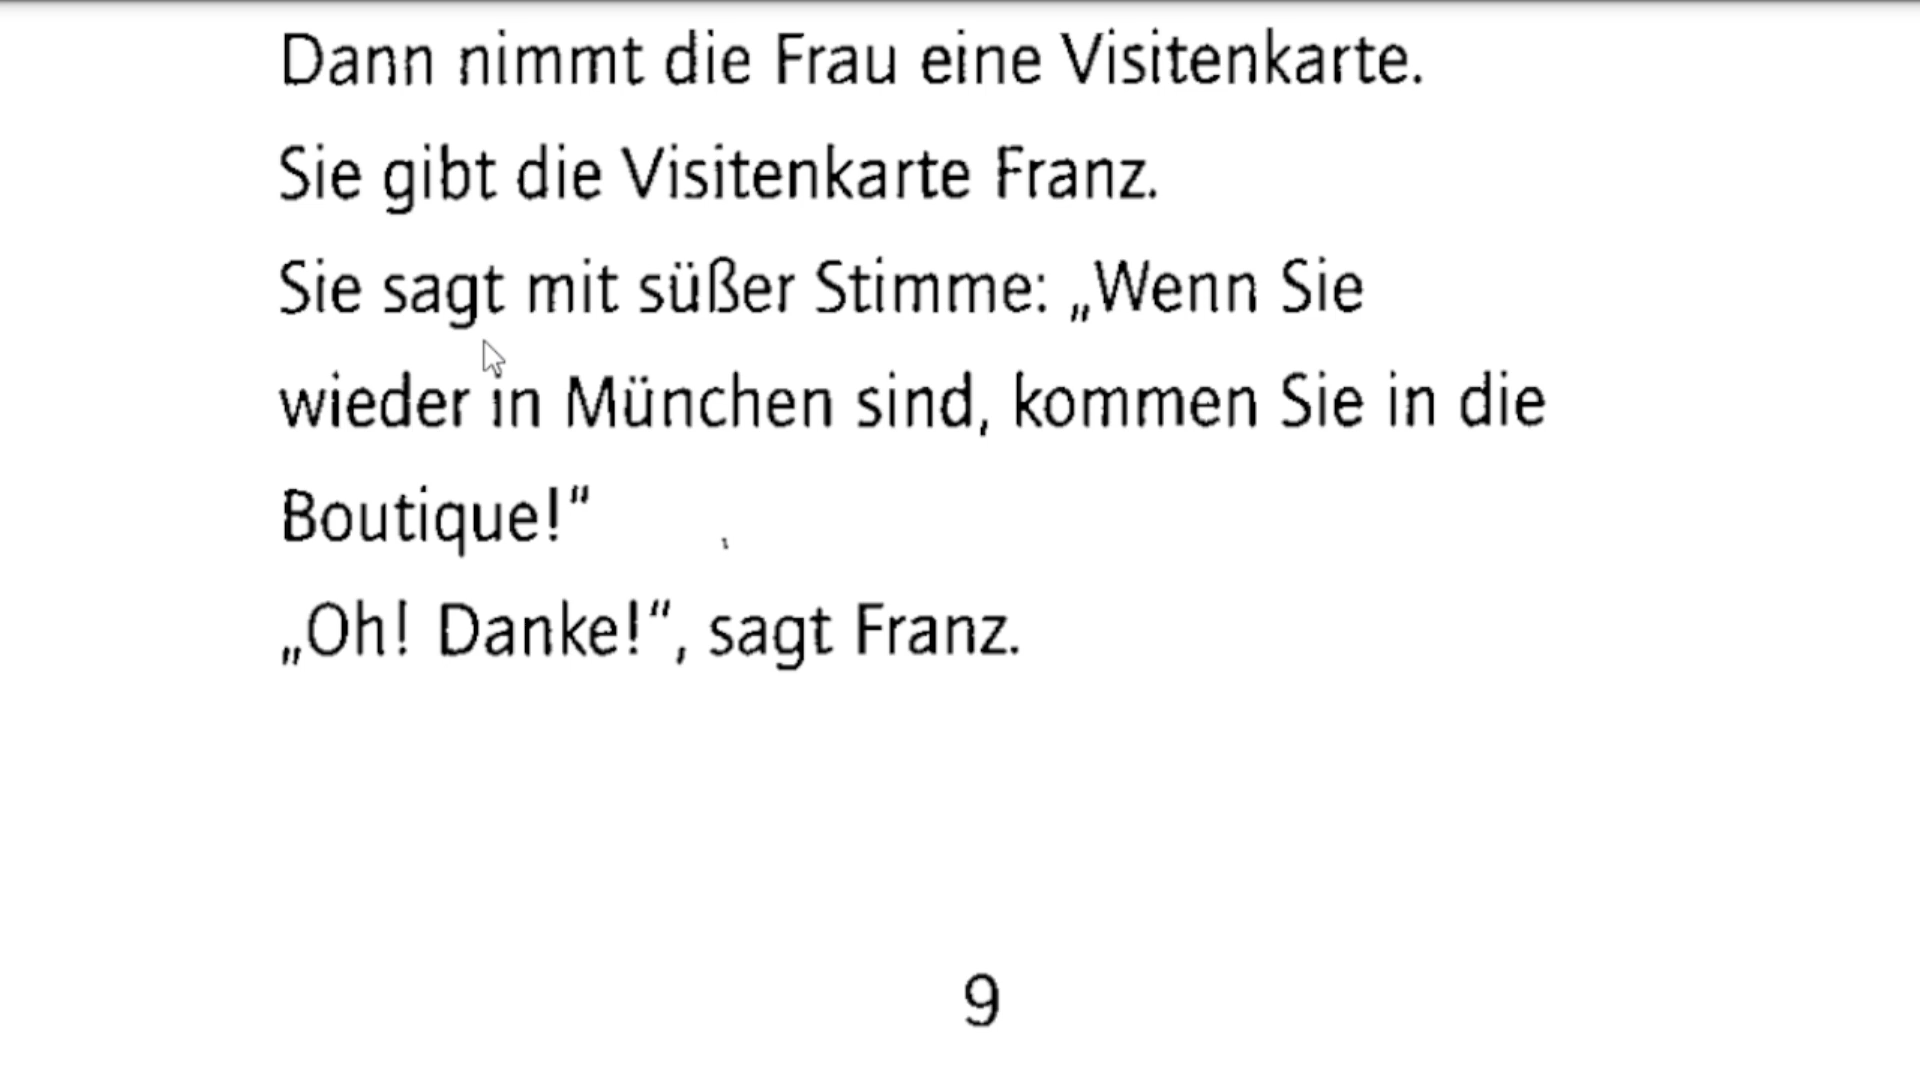 Dann nimmt die Frau eine Visitenkarte.
Sie gibt die Visitenkarte Franz.
Sie sagt mit süßer Stimme: „Wenn Sie
wieder in München sind, kommen Sie in die
Boutique!“
„Oh! Danke!“, sagt Franz.
9